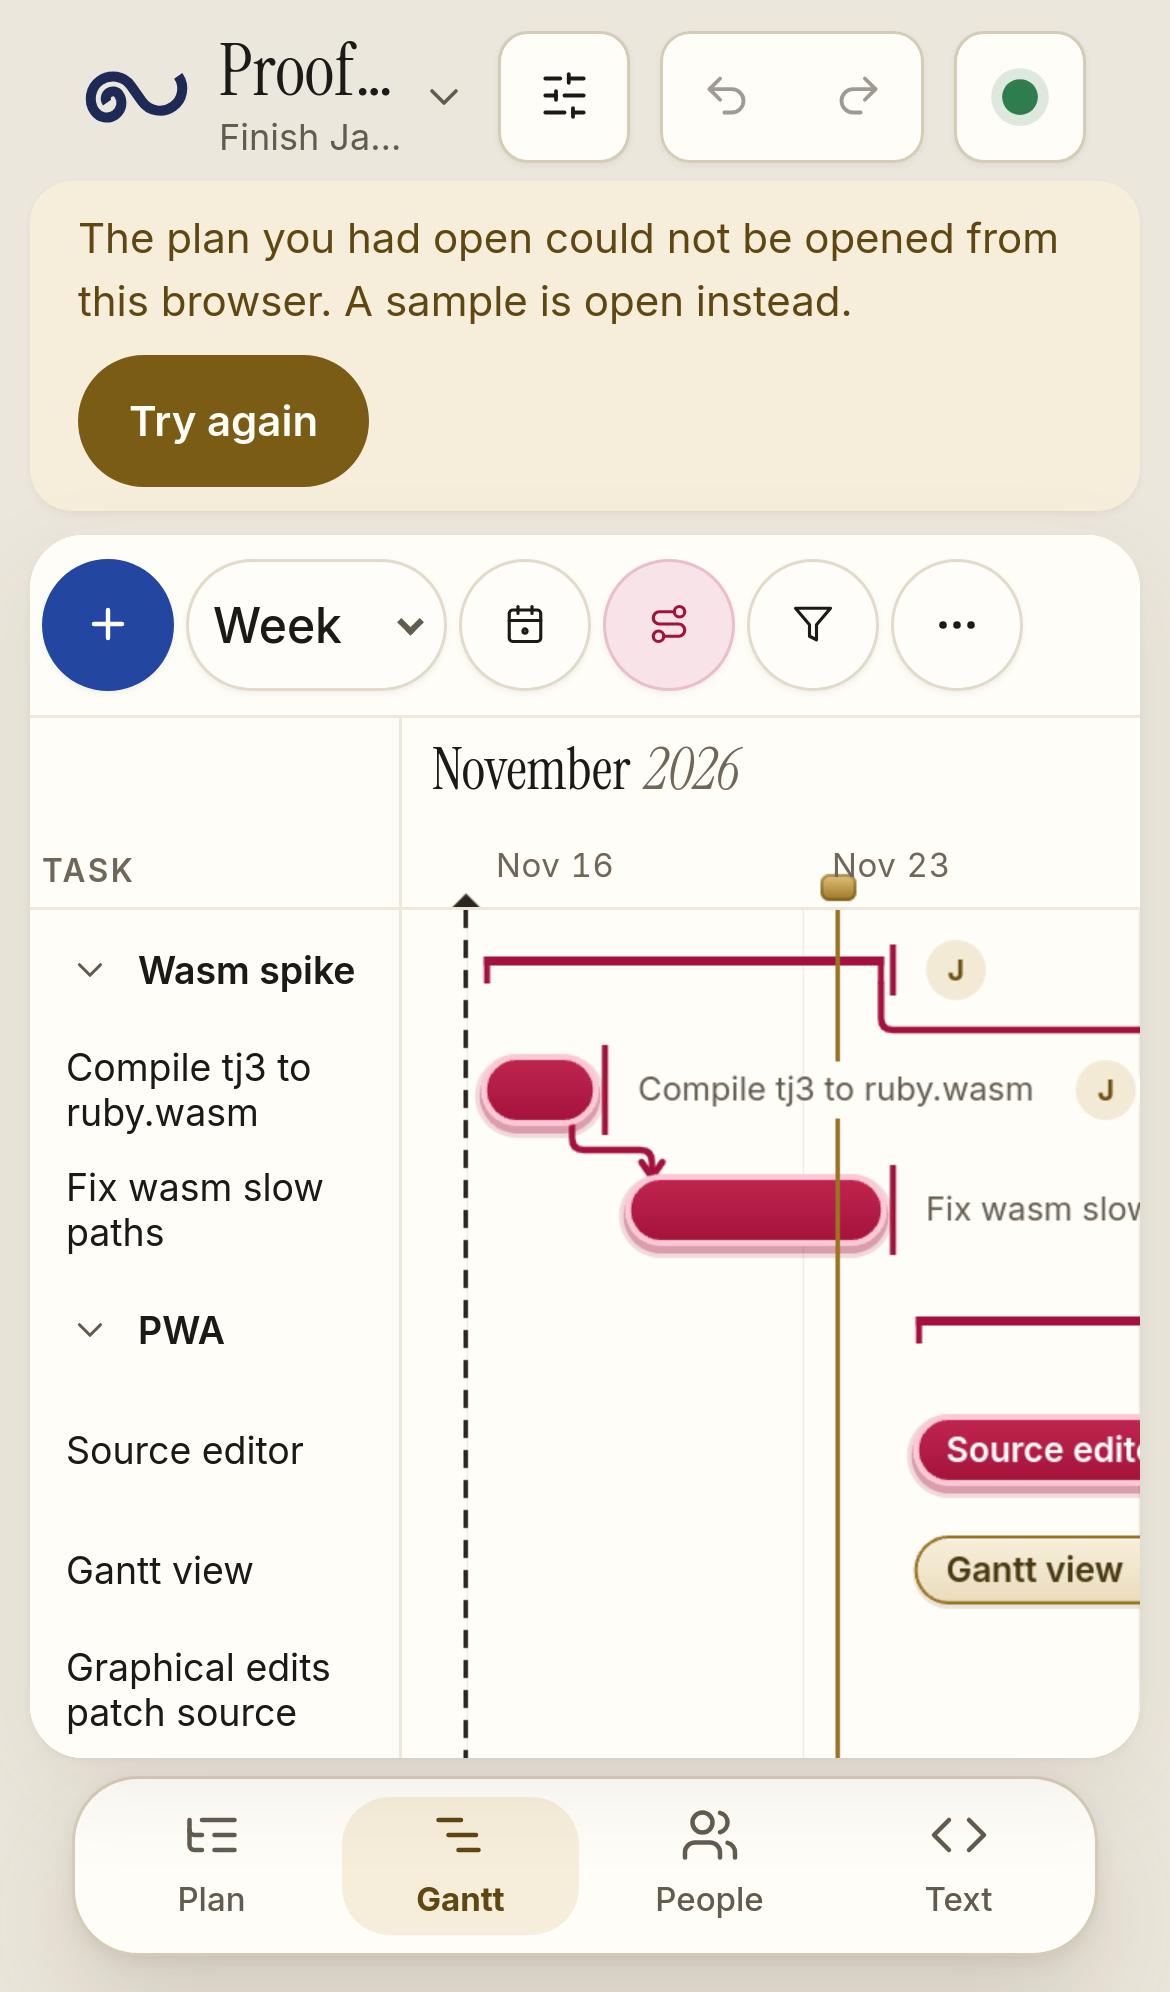 Proof...
Finish Ja...
The plan you had open could not be opened from
this browser. A sample is open instead.
Try again
Week
November 2026
TASK
Nov 16
Nov 23
Wasm spike
J
Compile tj3 to
ruby.wasm
Compile tj3 to ruby.wasm
J
Fix wasm slow
paths
Fix wasm slow
PWA
Source editor
Source edito
Gantt view
Gantt view
Graphical edits
patch source
Plan
Gantt
People
Text